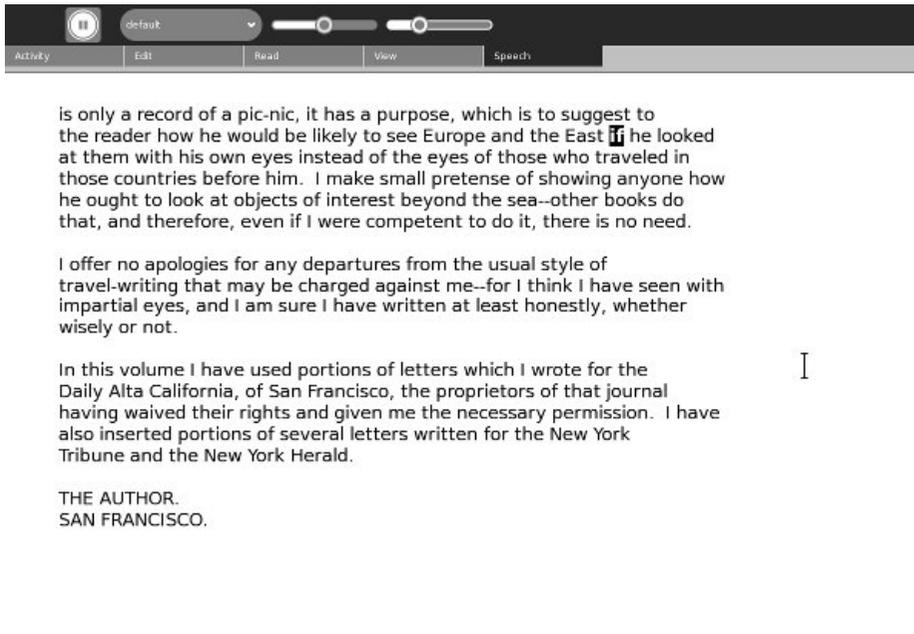 default
Activity Edit Read View Speech
is only a record of a pic-nic, it has a purpose, which is to suggest to
the reader how he would be likely to see Europe and the East if he looked
at them with his own eyes instead of the eyes of those who traveled in
those countries before him.  I make small pretense of showing anyone how
he ought to look at objects of interest beyond the sea--other books do
that, and therefore, even if I were competent to do it, there is no need.
I offer no apologies for any departures from the usual style of
travel-writing that may be charged against me--for I think I have seen with
impartial eyes, and I am sure I have written at least honestly, whether
wisely or not.
In this volume I have used portions of letters which I wrote for the
Daily Alta California, of San Francisco, the proprietors of that journal
having waived their rights and given me the necessary permission.  I have
also inserted portions of several letters written for the New York
Tribune and the New York Herald.
THE AUTHOR.
SAN FRANCISCO.